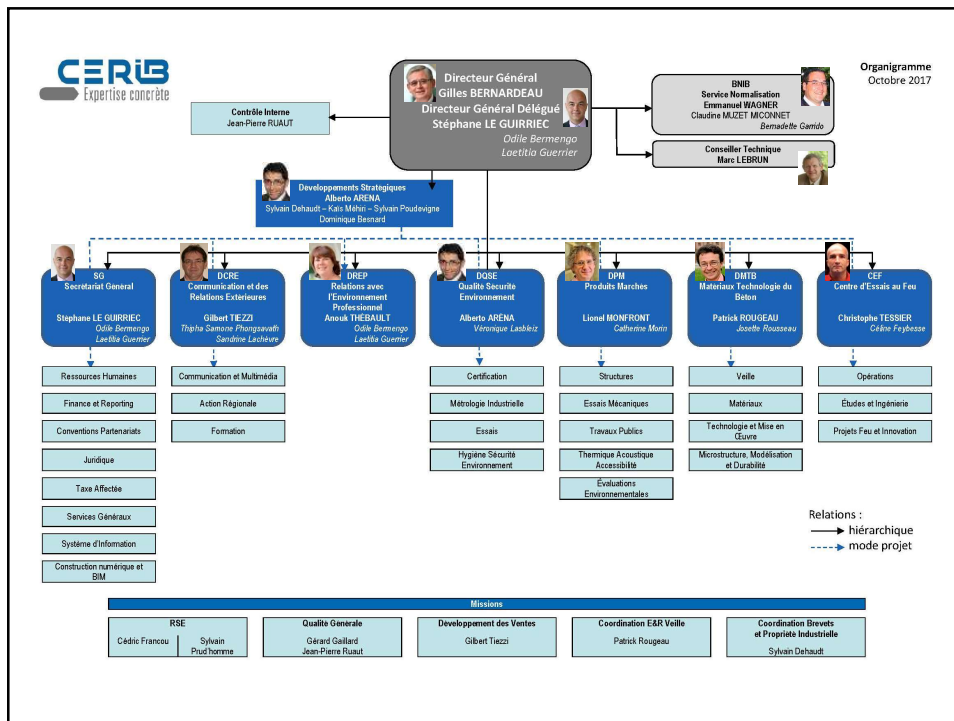 CERIB
Expertise concrète
Organigramme
Octobre 2017
Directeur Général
Gilles BERNARDEAU
Directeur Général Délégué
Stéphane LE GUIRRIEC
Odile Bermengo
Laetitia Guerrier
Contrôle Interne
Jean-Pierre RUAUT
BNIB
Service Normalisation
Emmanuel WAGNER
Claudine MUZET MICONNET
Bernadette Garrido
Conseiller Technique
Marc LEBRUN
Développements Stratégiques
Alberto ARENA
Sylvain Dehaudt – Kaïs Méhiri – Sylvain Poudevigne
Dominique Besnard
SG
Secrétariat Général
Stéphane LE GUIRRIEC
Odile Bermengo
Laetitia Guerrier
DCRE
Communication et des
Relations Extérieures
Gilbert TIEZZI
Thipha Samone Phongsavath
Sandrine Lachèvre
DREP
Relations avec
l'Environnement
Professionnel
Anouk THÉBAULT
Odile Bermengo
Laetitia Guerrier
DQSE
Qualité Sécurité
Environnement
Alberto ARÉNA
Véronique Lasbleiz
DPM
Produits Marchés
Lionel MONFRONT
Catherine Morin
DMTB
Matériaux Technologie du
Béton
Patrick ROUGEAU
Josette Rousseau
CEF
Centre d'Essais au Feu
Christophe TESSIER
Céline Feybesse
Ressources Humaines
Finance et Reporting
Conventions Partenariats
Juridique
Taxe Affectée
Services Généraux
Système d'Information
Construction numérique et
BIM
Communication et Multimédia
Action Régionale
Formation
Certification
Métrologie Industrielle
Essais
Hygiène Sécurité
Environnement
Structures
Essais Mécaniques
Travaux Publics
Thermique Acoustique
Accessibilité
Évaluations
Environnementales
Veille
Matériaux
Technologie et Mise en
Œuvre
Microstructure, Modélisation
et Durabilité
Opérations
Études et Ingénierie
Projets Feu et Innovation
Relations :
hiérarchique
mode projet
Missions
RSE
Cédric Francou
Sylvain
Prud'homme
Qualité Générale
Gérard Gaillard
Jean-Pierre Ruaut
Développement des Ventes
Gilbert Tiezzi
Coordination E&R Veille
Patrick Rougeau
Coordination Brevets
et Propriété Industrielle
Sylvain Dehaudt